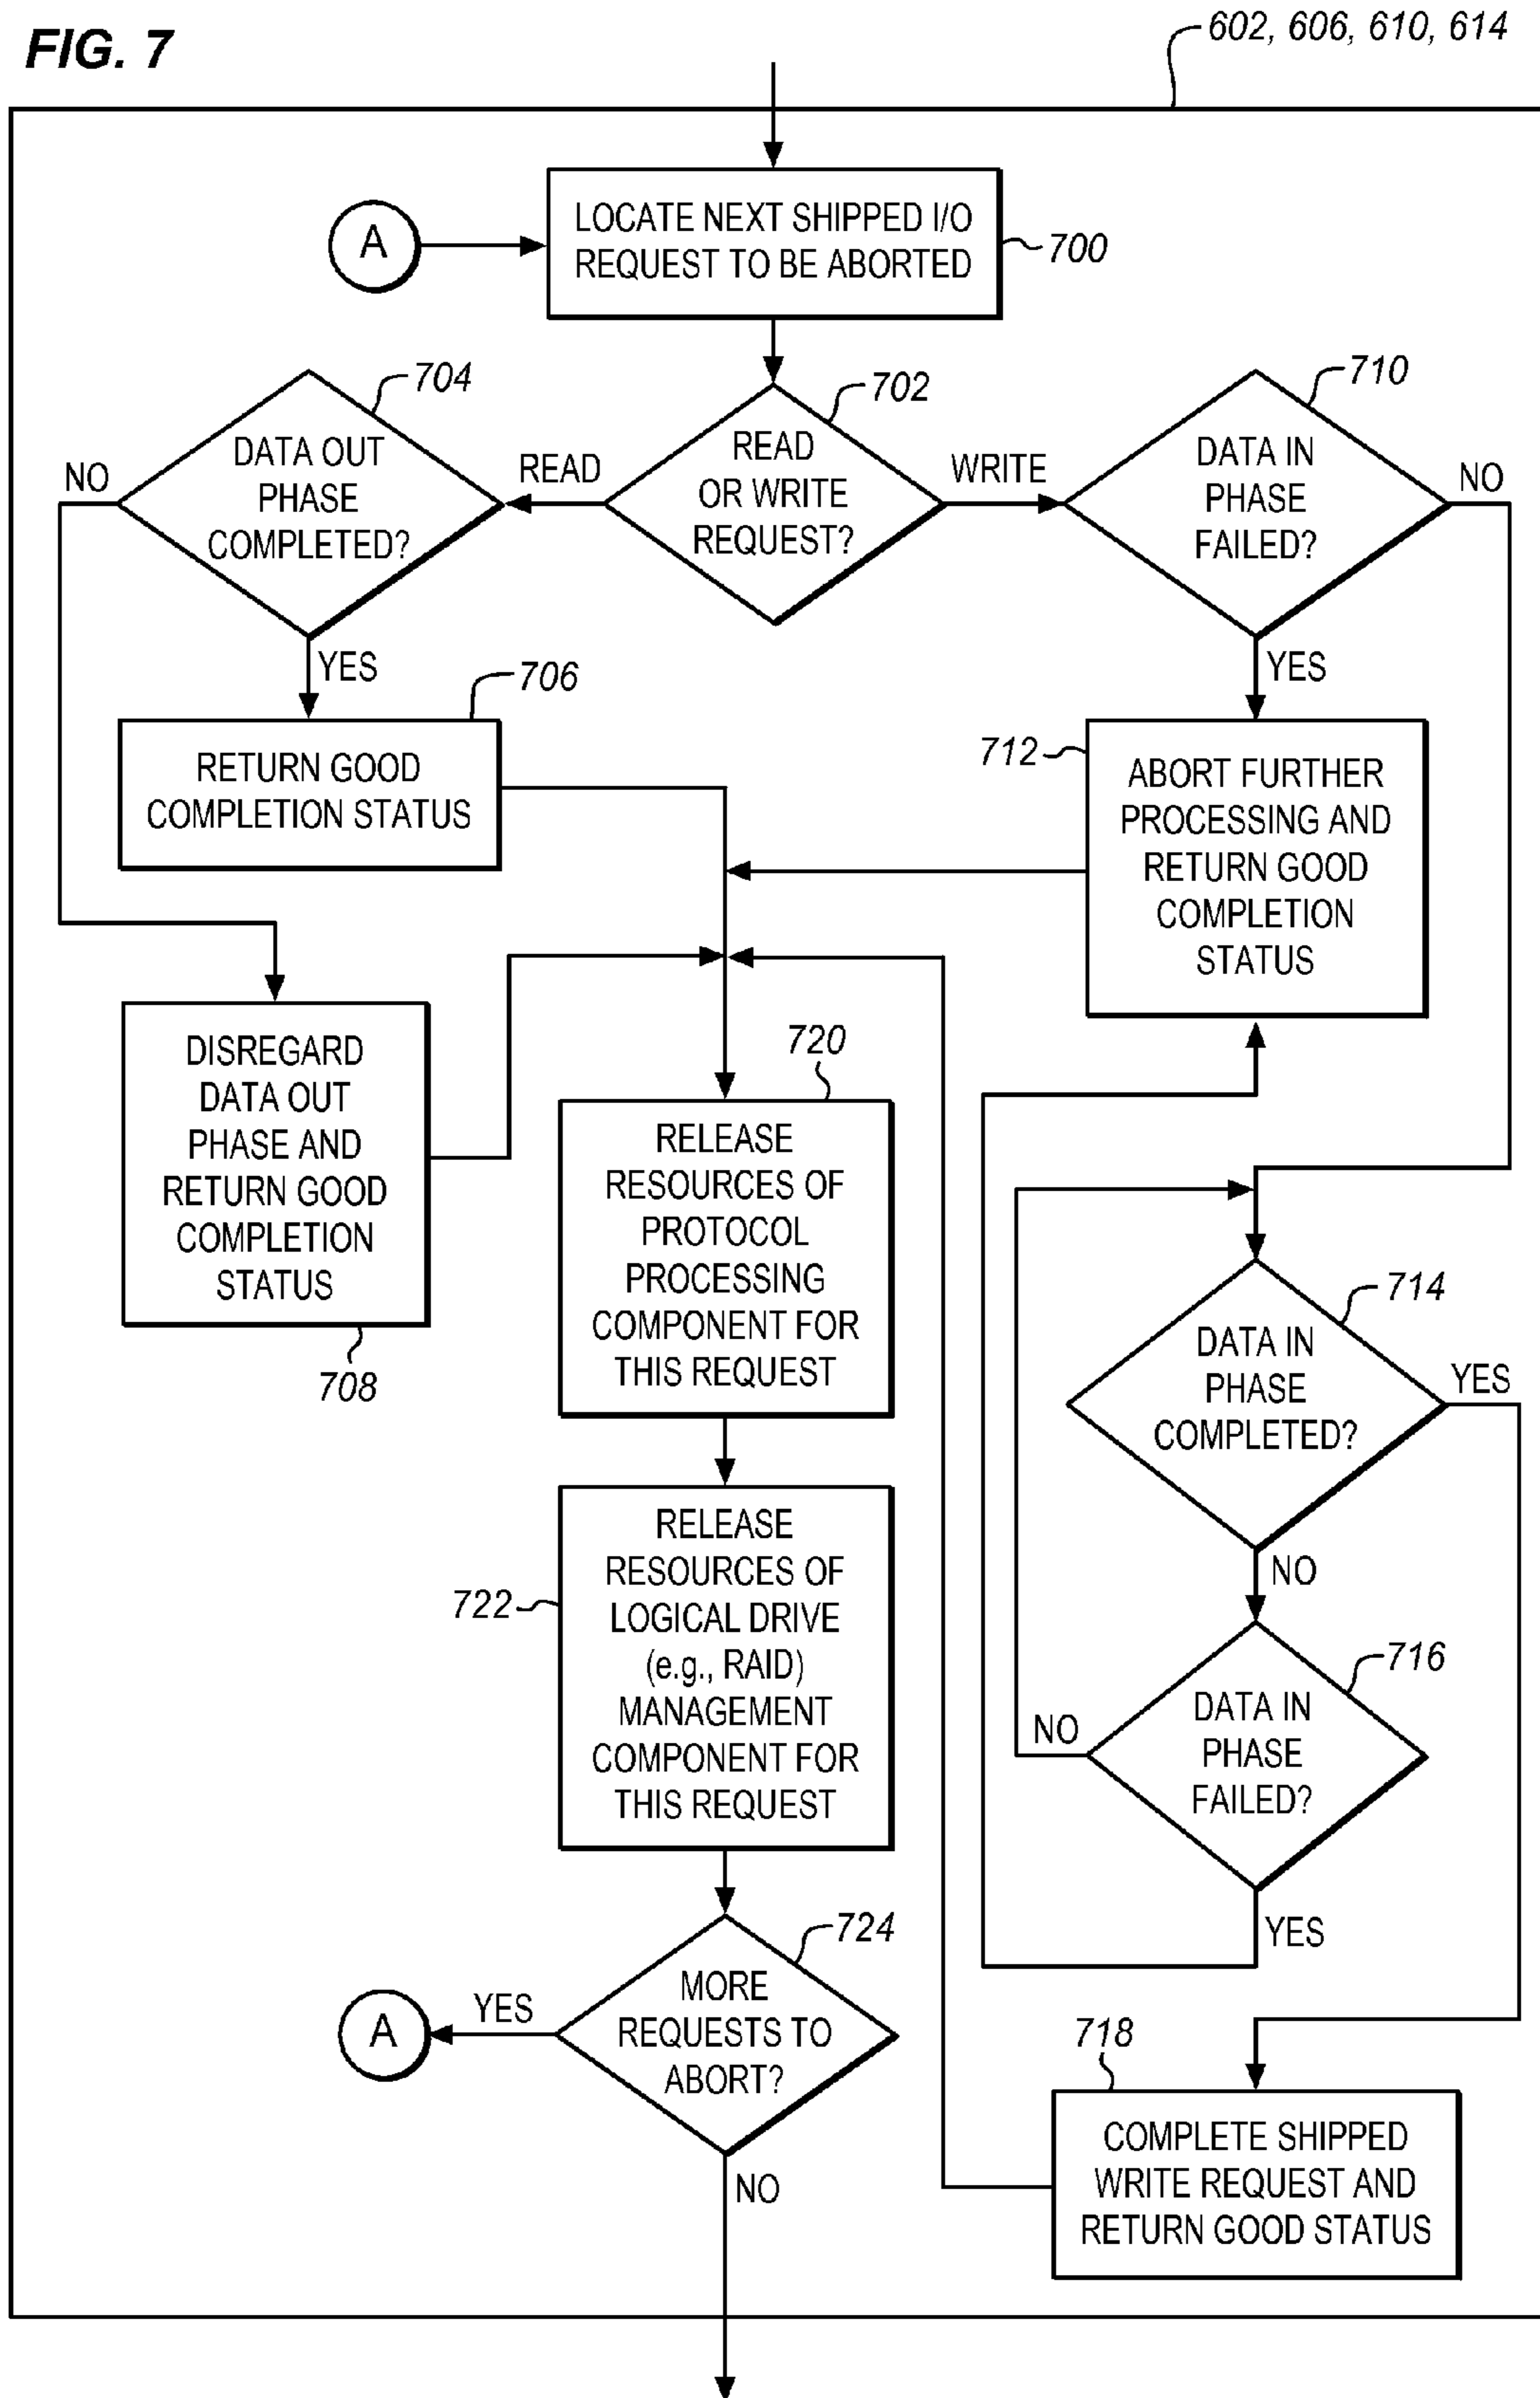 FIG. 7
602, 606, 610, 614
A
LOCATE NEXT SHIPPED I/O
REQUEST TO BE ABORTED
700
704
DATA OUT
PHASE
COMPLETED?
NO
READ
702
READ
OR WRITE
REQUEST?
WRITE
710
DATA IN
PHASE
FAILED?
NO
YES
706
RETURN GOOD
COMPLETION STATUS
YES
712
ABORT FURTHER
PROCESSING AND
RETURN GOOD
COMPLETION
STATUS
DISREGARD
DATA OUT
PHASE AND
RETURN GOOD
COMPLETION
STATUS
708
720
RELEASE
RESOURCES OF
PROTOCOL
PROCESSING
COMPONENT FOR
THIS REQUEST
714
DATA IN
PHASE
COMPLETED?
YES
NO
722
RELEASE
RESOURCES OF
LOGICAL DRIVE
(e.g., RAID)
MANAGEMENT
COMPONENT FOR
THIS REQUEST
716
DATA IN
PHASE
FAILED?
NO
YES
724
MORE
REQUESTS TO
ABORT?
YES
A
NO
718
COMPLETE SHIPPED
WRITE REQUEST AND
RETURN GOOD STATUS